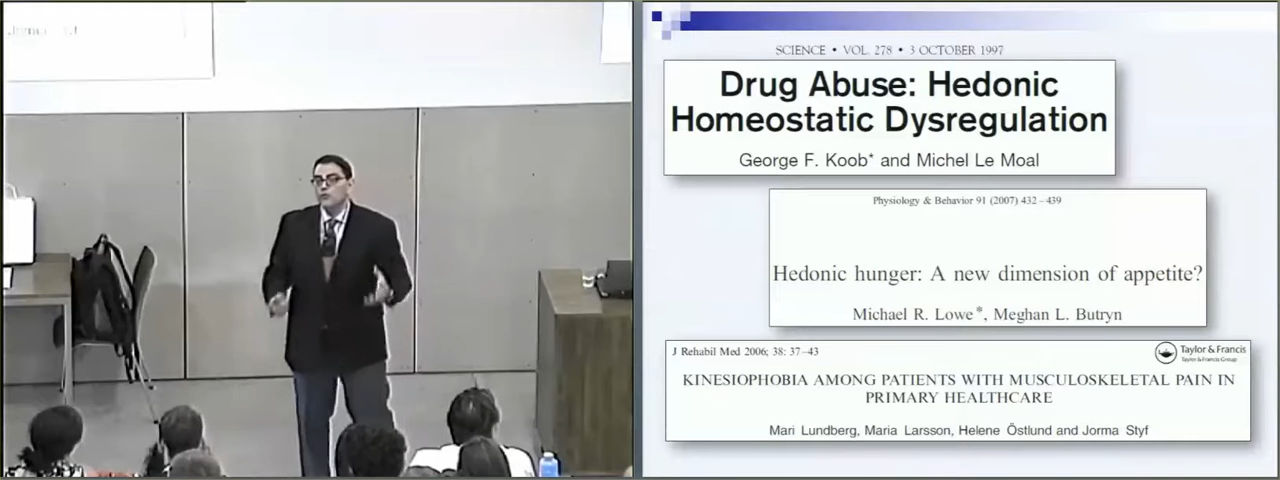 SCIENCE • VOL. 278 • 3 OCTOBER 1997
Drug Abuse: Hedonic
Homeostatic Dysregulation
George F. Koob* and Michel Le Moal
Physiology & Behavior 91 (2007) 432–439
Hedonic hunger: A new dimension of appetite?
Michael R. Lowe*, Meghan L. Butryn
J Rehabil Med 2006; 38: 37–43
Taylor & Francis
Taylor & Francis Group
KINESIOPHOBIA AMONG PATIENTS WITH MUSCULOSKELETAL PAIN IN
PRIMARY HEALTHCARE
Mari Lundberg, Maria Larsson, Helene Östlund and Jorma Styf